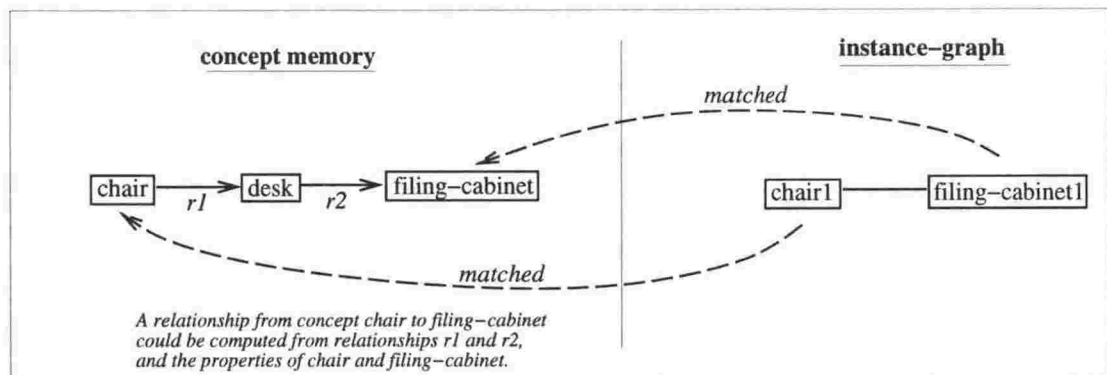 concept memory
instance–graph
matched
chair
r1
desk
r2
filing–cabinet
chair1
filing–cabinet1
matched
A relationship from concept chair to filing–cabinet
could be computed from relationships r1 and r2,
and the properties of chair and filing–cabinet.